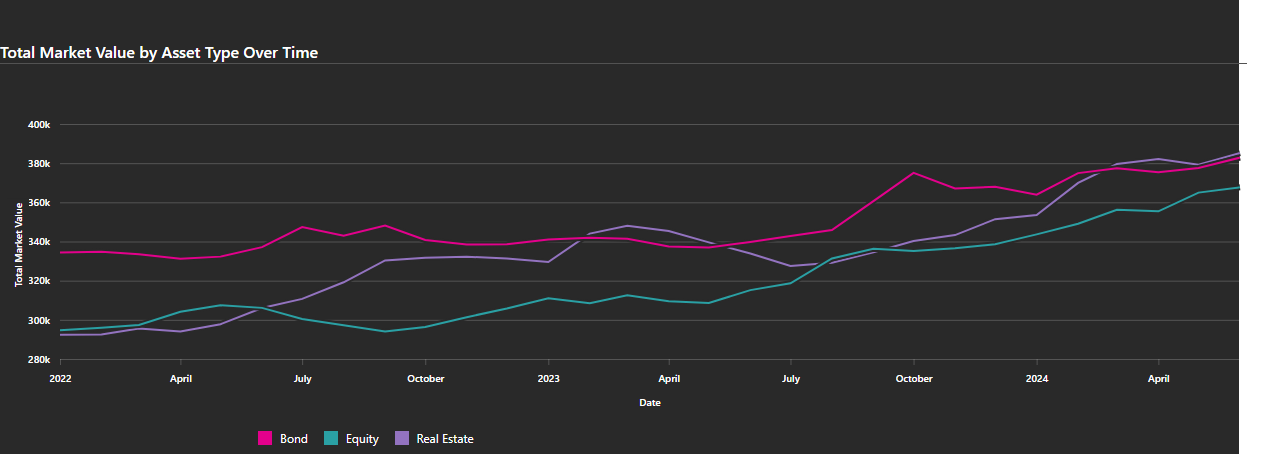 Total Market Value by Asset Type Over Time
400k
380k
360k
340k
320k
300k
280k
Total Market Value
2022 April July October 2023 April July October 2024 April
Date
Bond Equity Real Estate